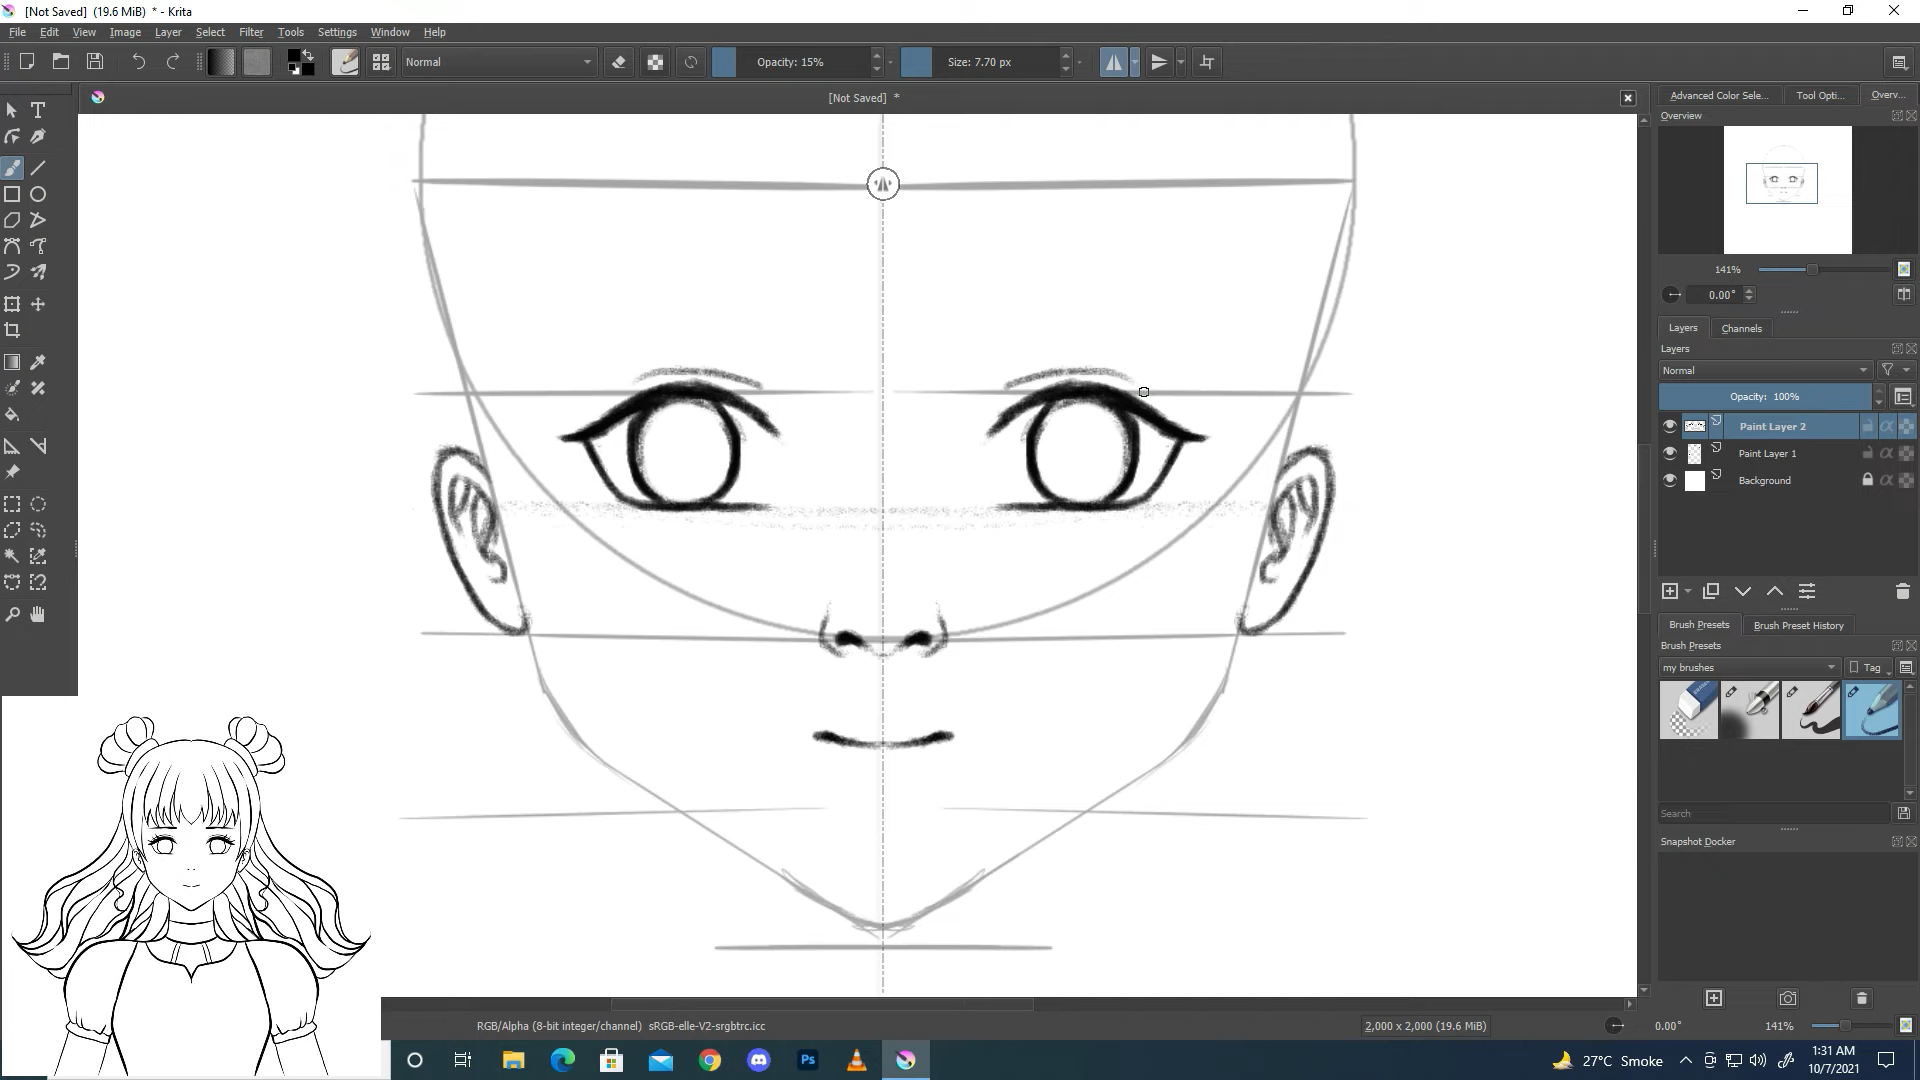 [Not Saved]  (19.6 MiB)  * - Krita
File Edit View Image Layer Select Filter Tools Settings Window Help
Normal Opacity: 15% Size: 7.70 px
[Not Saved]  *
Advanced Color Sele... Tool Opti... Overv...
Overview
141%
0.00°
Layers Channels
Layers
Normal
Opacity:  100%
Paint Layer 2
Paint Layer 1
Background
Brush Presets Brush Preset History
Brush Presets
my brushes Tag
Search
Snapshot Docker
RGB/Alpha (8-bit integer/channel)  sRGB-elle-V2-srgbtrc.icc 2,000 x 2,000 (19.6 MiB) 0.00° 141%
Ps 27°C  Smoke 1:31 AM
10/7/2021